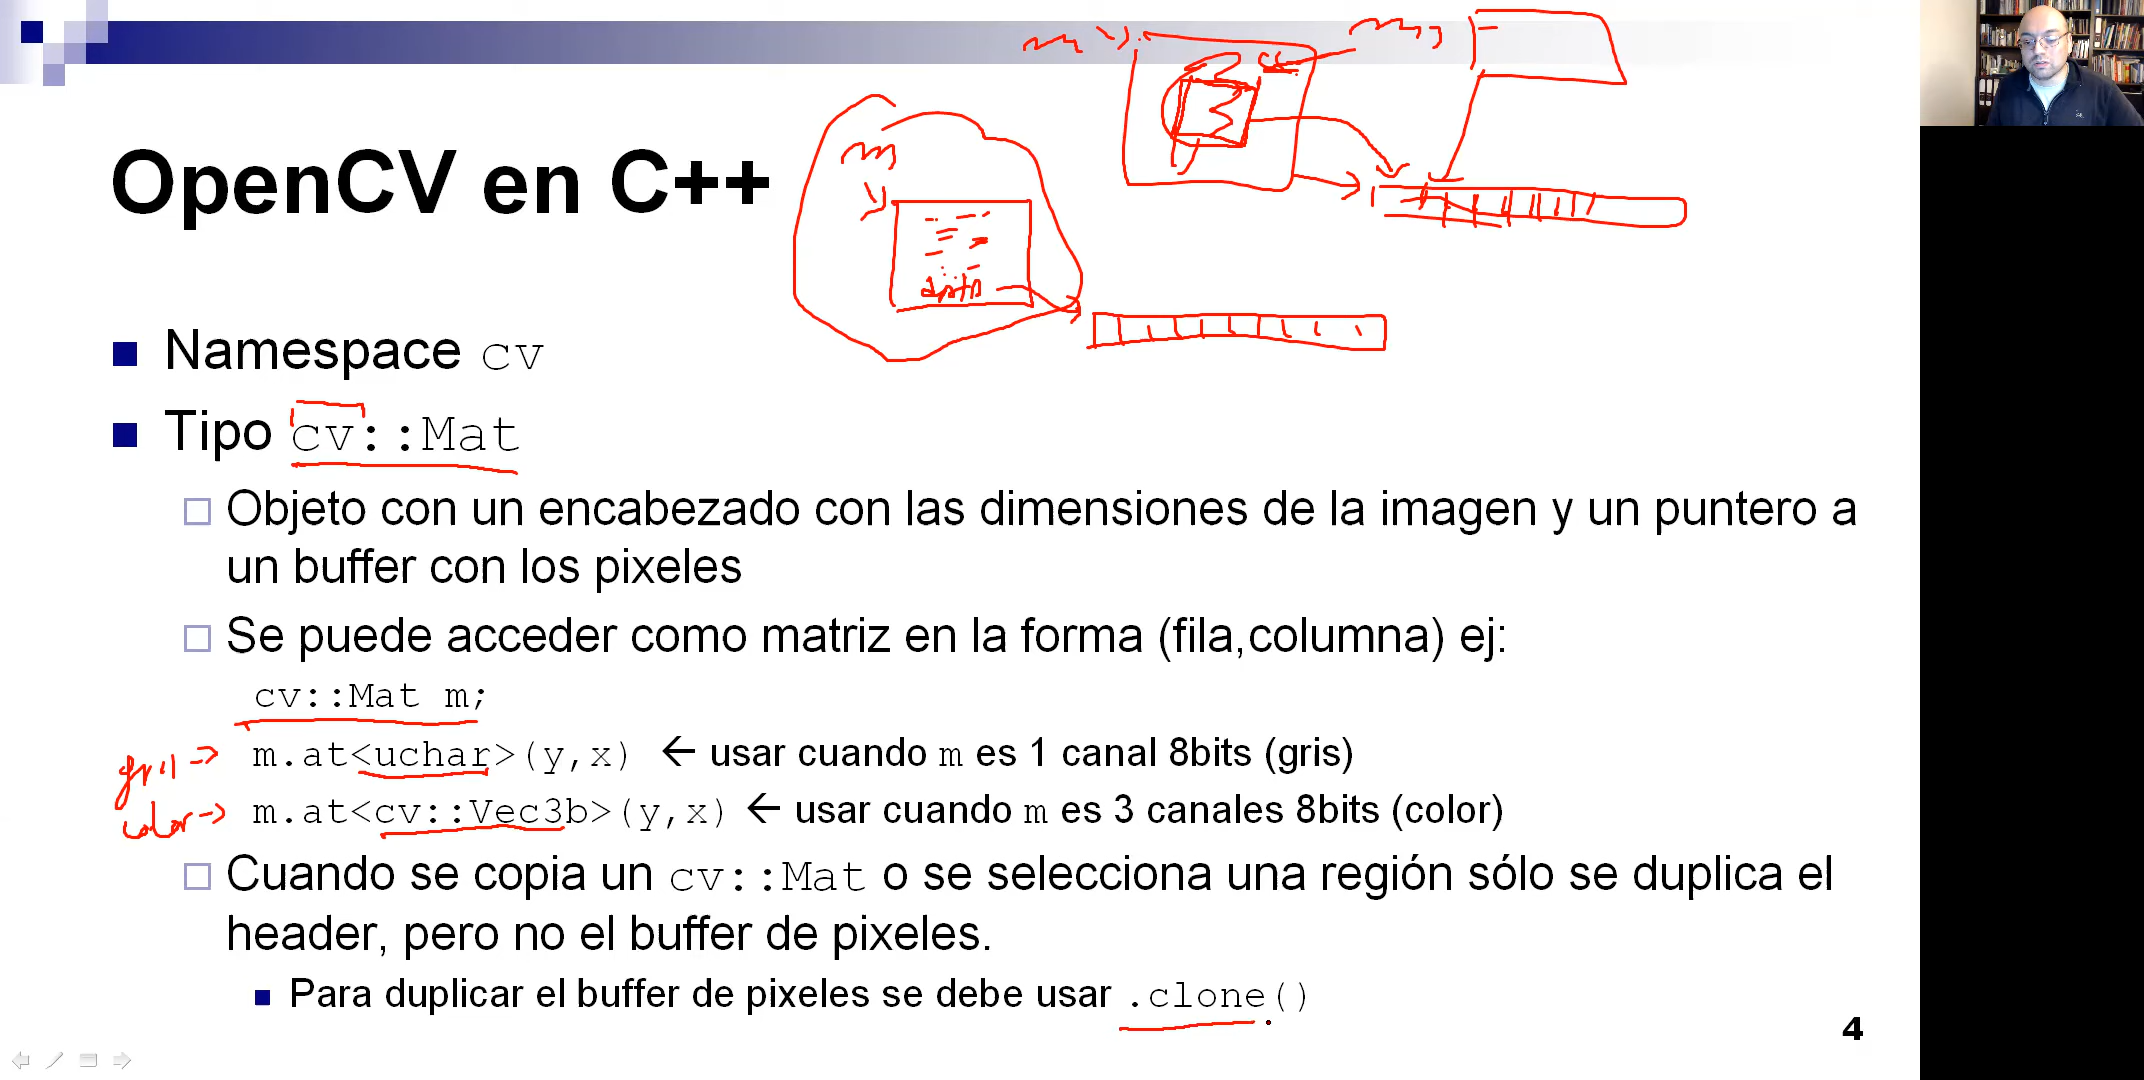 OpenCV en C++
m
data
Namespace cv
Tipo cv::Mat
Objeto con un encabezado con las dimensiones de la imagen y un puntero a
un buffer con los pixeles
Se puede acceder como matriz en la forma (fila,columna) ej:
cv::Mat m;
gris → m.at<uchar>(y,x) ← usar cuando m es 1 canal 8bits (gris)
color → m.at<cv::Vec3b>(y,x) ← usar cuando m es 3 canales 8bits (color)
Cuando se copia un cv::Mat o se selecciona una región sólo se duplica el
header, pero no el buffer de pixeles.
Para duplicar el buffer de pixeles se debe usar .clone()
4